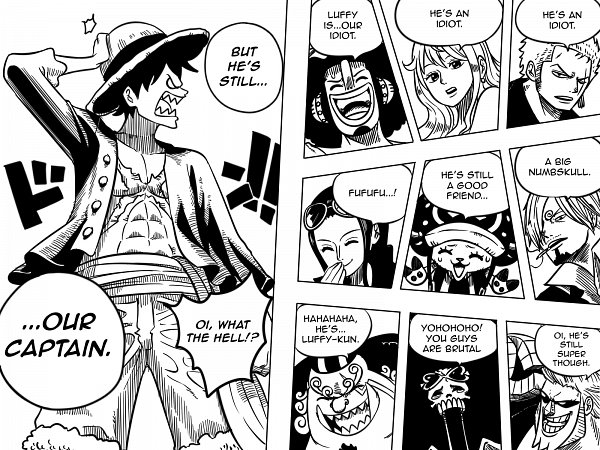 HE'S AN
IDIOT.
HE'S AN
IDIOT.
LUFFY
IS...OUR
IDIOT.
A BIG
NUMBSKULL.
HE'S STILL
A GOOD
FRIEND...
FUFUFU...!
OI, HE'S
STILL
SUPER
THOUGH.
YOHOHOHO!
YOU GUYS
ARE BRUTAL
HAHAHAHA,
HE'S...
LUFFY-KUN.
BUT
HE'S
STILL...
ド
ン
!!
OI, WHAT
THE HELL!?
...OUR
CAPTAIN.